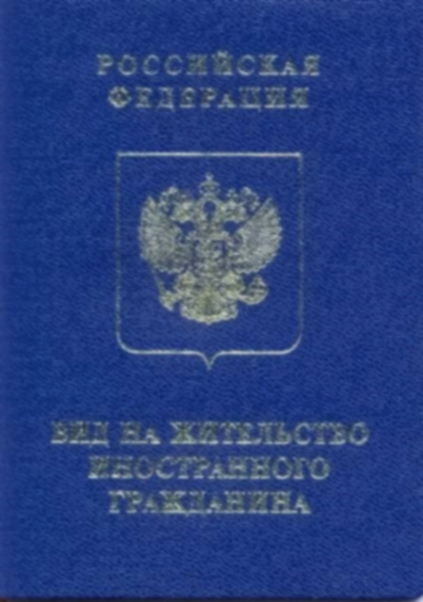 РОССИЙСКАЯ
ФЕДЕРАЦИЯ
ВИД НА ЖИТЕЛЬСТВО
ИНОСТРАННОГО
ГРАЖДАНИНА